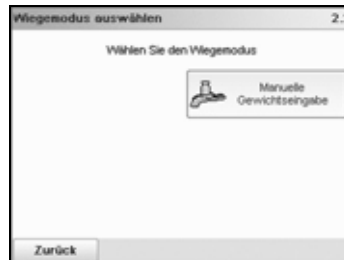 Wiegemodus auswählen 2.
Wählen Sie den Wiegemodus
Manuelle
Gewichtseingabe
Zurück